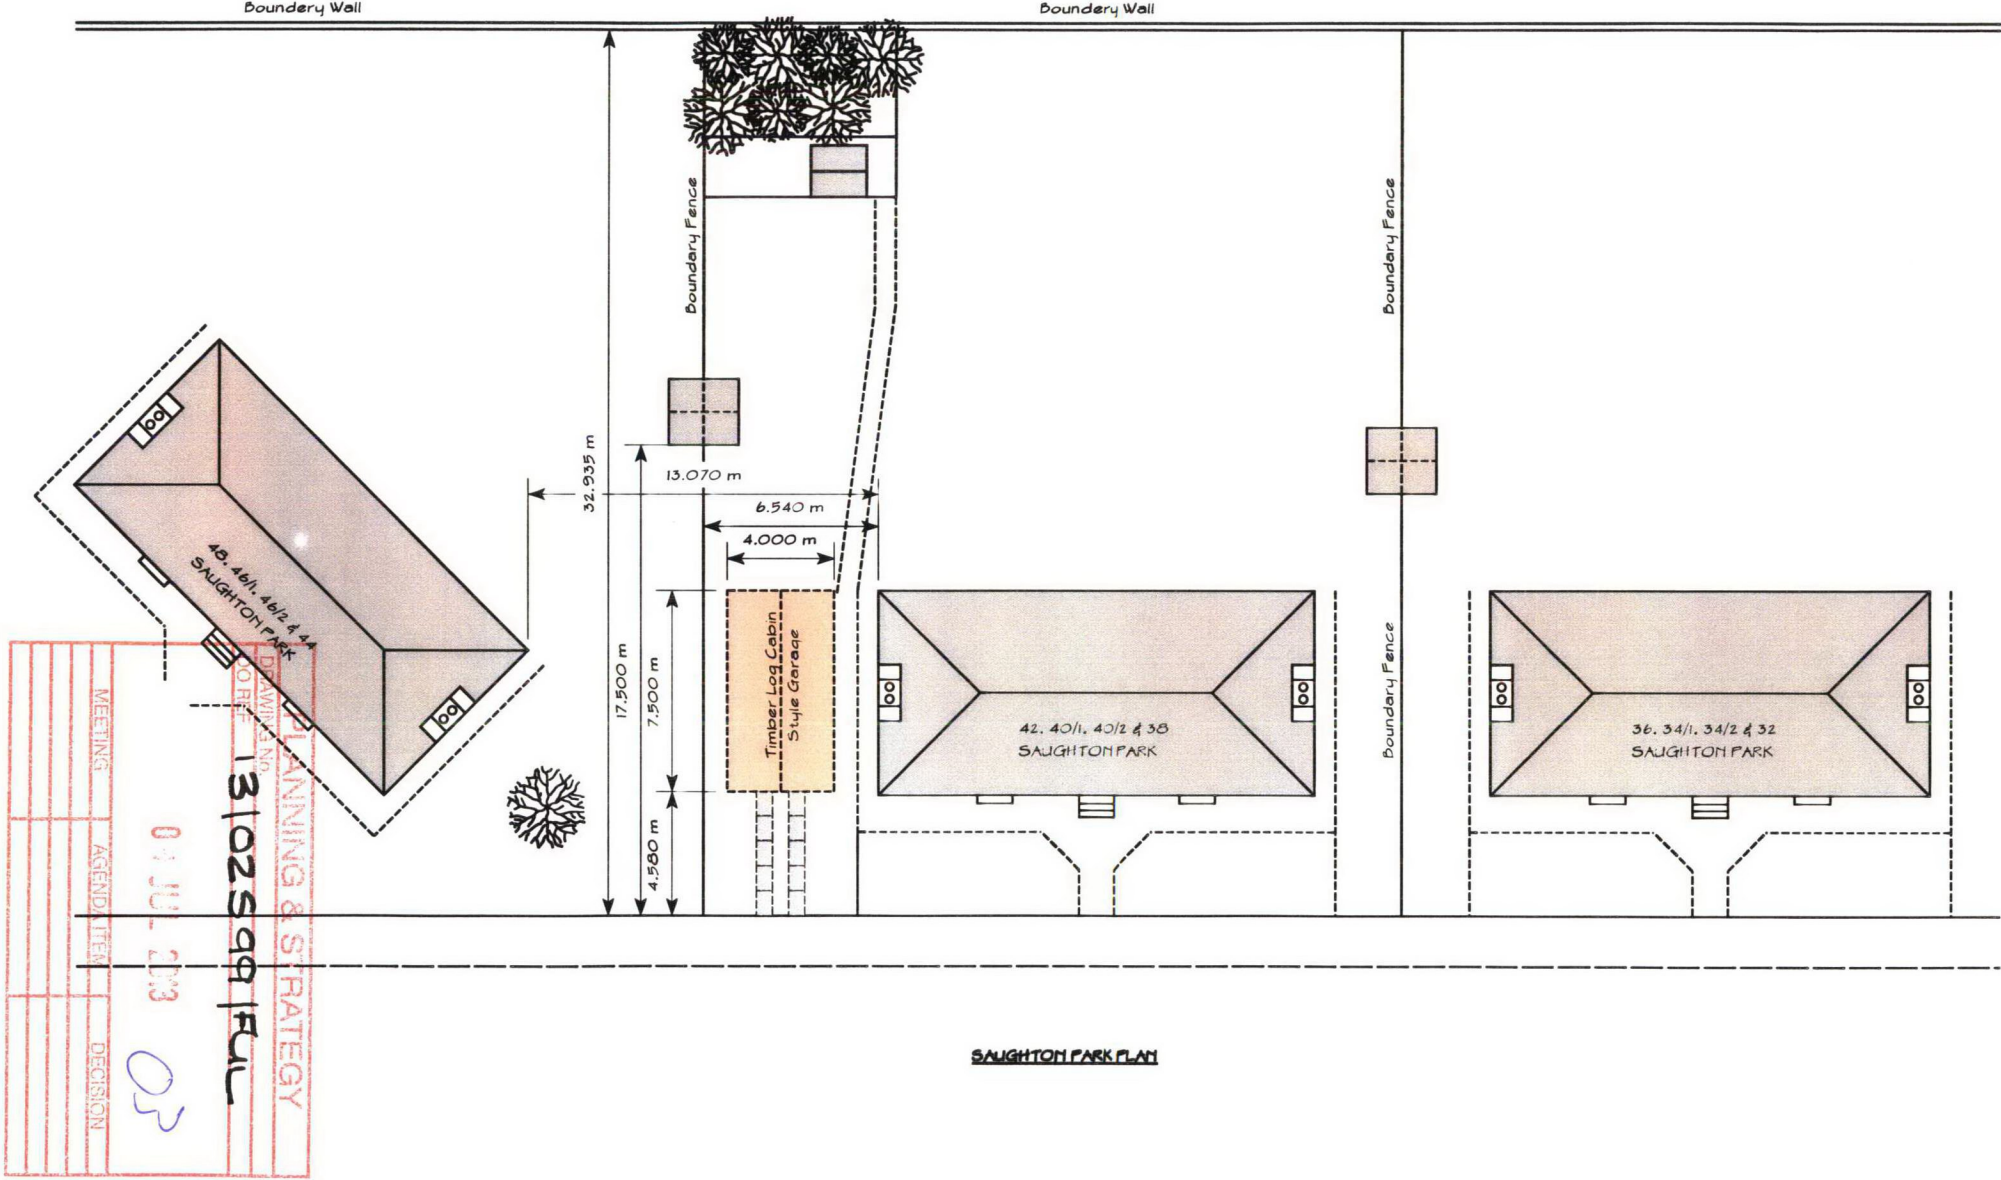 Boundery Wall
Boundery Wall
Boundary Fence
Boundary Fence
32.935 m
13.070 m
6.540 m
4.000 m
17.500 m
7.500 m
4.580 m
Timber Log Cabin
Style Garage
48, 46/1, 46/2 & 44
SAUGHTON PARK
42, 40/1, 40/2 & 38
SAUGHTON PARK
Boundary Fence
36, 34/1, 34/2 & 32
SAUGHTON PARK
SAUGHTON PARK PLAN
PLANNING & STRATEGY
DRAWING No.
DO REF
13/02599/FUL
JUL 2013
03
MEETING
AGENDA ITEM
DECISION